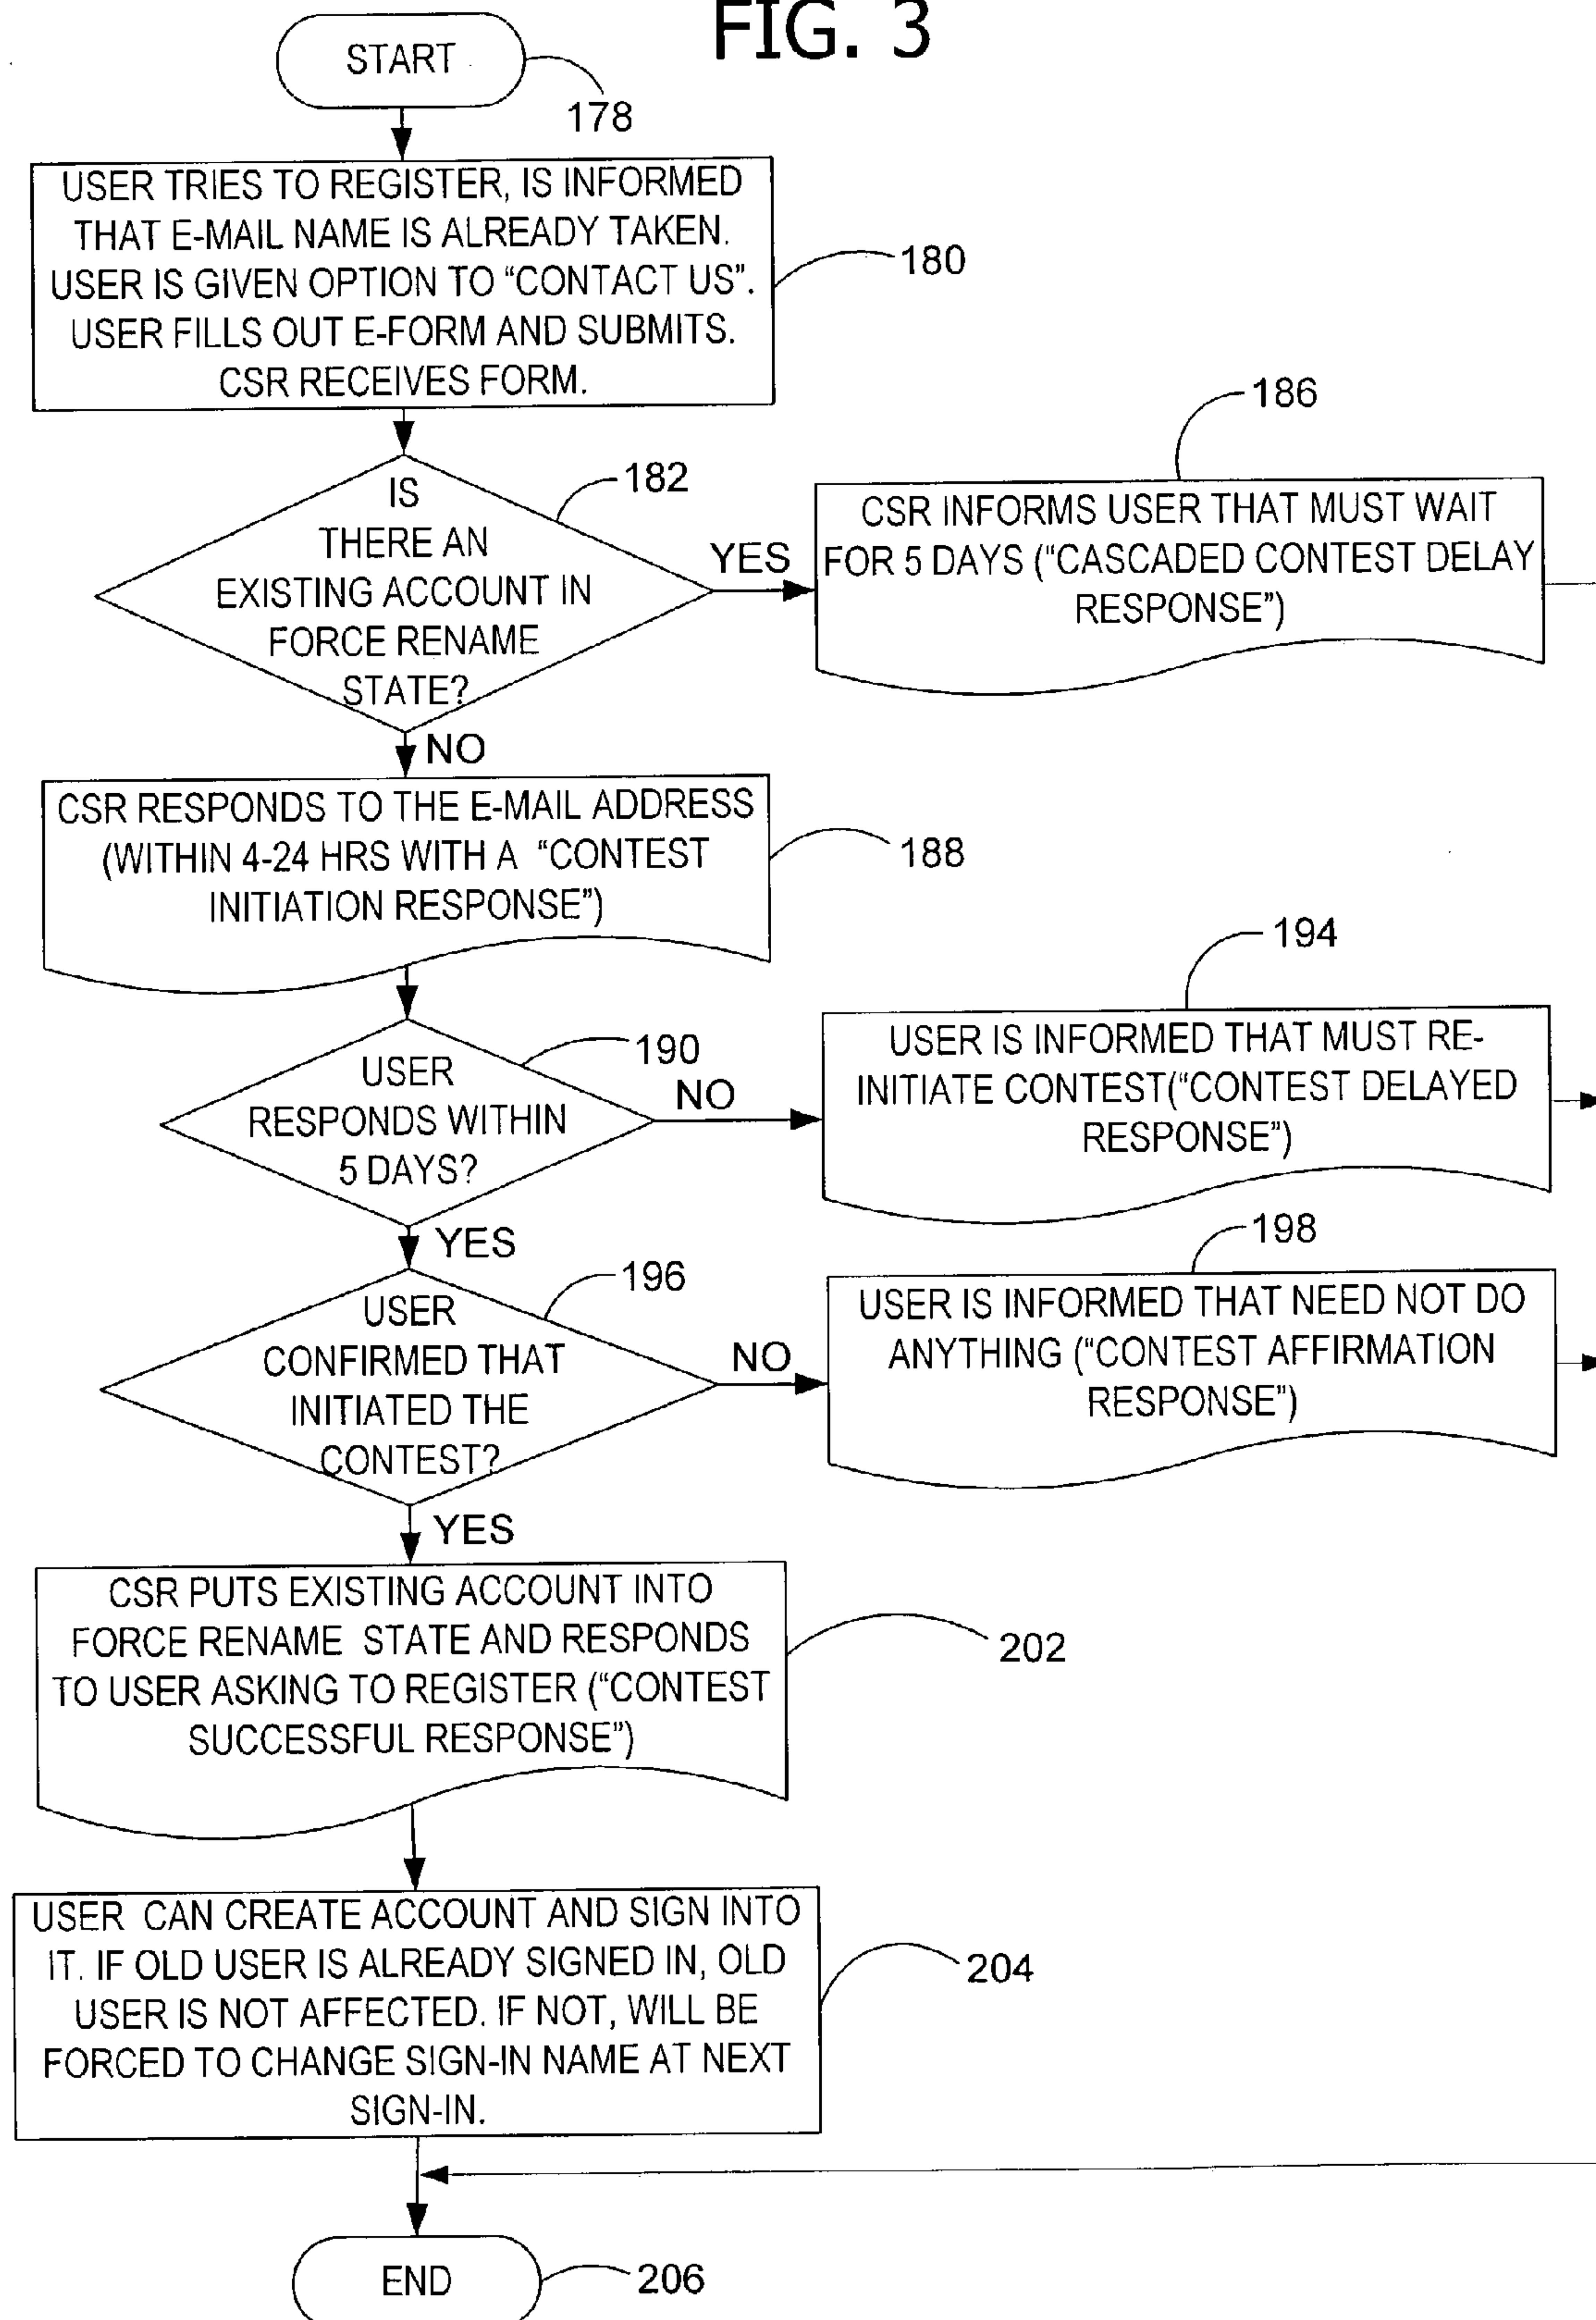 FIG. 3
START
178
USER TRIES TO REGISTER, IS INFORMED
THAT E-MAIL NAME IS ALREADY TAKEN.
USER IS GIVEN OPTION TO “CONTACT US”.
USER FILLS OUT E-FORM AND SUBMITS.
CSR RECEIVES FORM.
180
IS
THERE AN
EXISTING ACCOUNT IN
FORCE RENAME
STATE?
182
YES
CSR INFORMS USER THAT MUST WAIT
FOR 5 DAYS (“CASCADED CONTEST DELAY
RESPONSE”)
186
NO
CSR RESPONDS TO THE E-MAIL ADDRESS
(WITHIN 4-24 HRS WITH A “CONTEST
INITIATION RESPONSE”)
188
USER
RESPONDS WITHIN
5 DAYS?
190
NO
USER IS INFORMED THAT MUST RE-
INITIATE CONTEST(“CONTEST DELAYED
RESPONSE”)
194
YES
USER
CONFIRMED THAT
INITIATED THE
CONTEST?
196
NO
USER IS INFORMED THAT NEED NOT DO
ANYTHING (“CONTEST AFFIRMATION
RESPONSE”)
198
YES
CSR PUTS EXISTING ACCOUNT INTO
FORCE RENAME STATE AND RESPONDS
TO USER ASKING TO REGISTER (“CONTEST
SUCCESSFUL RESPONSE”)
202
USER CAN CREATE ACCOUNT AND SIGN INTO
IT. IF OLD USER IS ALREADY SIGNED IN, OLD
USER IS NOT AFFECTED. IF NOT, WILL BE
FORCED TO CHANGE SIGN-IN NAME AT NEXT
SIGN-IN.
204
END
206